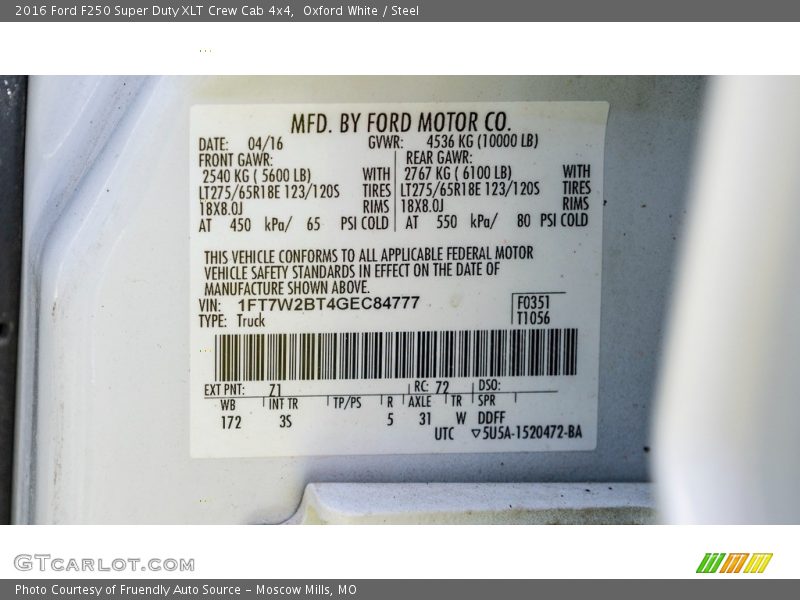 2016 Ford F250 Super Duty XLT Crew Cab 4x4,  Oxford White / Steel
MFD. BY FORD MOTOR CO.
DATE: 04/16 GVWR: 4536 KG (10000 LB)
FRONT GAWR: REAR GAWR:
2540 KG ( 5600 LB) WITH 2767 KG ( 6100 LB) WITH
LT275/65R18E 123/120S TIRES LT275/65R18E 123/120S TIRES
18X8.0J RIMS 18X8.0J RIMS
AT 450 kPa/ 65 PSI COLD AT 550 kPa/ 80 PSI COLD
THIS VEHICLE CONFORMS TO ALL APPLICABLE FEDERAL MOTOR
VEHICLE SAFETY STANDARDS IN EFFECT ON THE DATE OF
MANUFACTURE SHOWN ABOVE.
VIN: 1FT7W2BT4GEC84777 F0351
TYPE: Truck T1056
EXT PNT: Z1 RC: 72 DSO:
WB INT TR TP/PS R AXLE TR SPR
172 3S 5 31 W DDFF
UTC ▽5U5A-1520472-BA
GTCARLOT.COM
Photo Courtesy of Fruendly Auto Source - Moscow Mills, MO